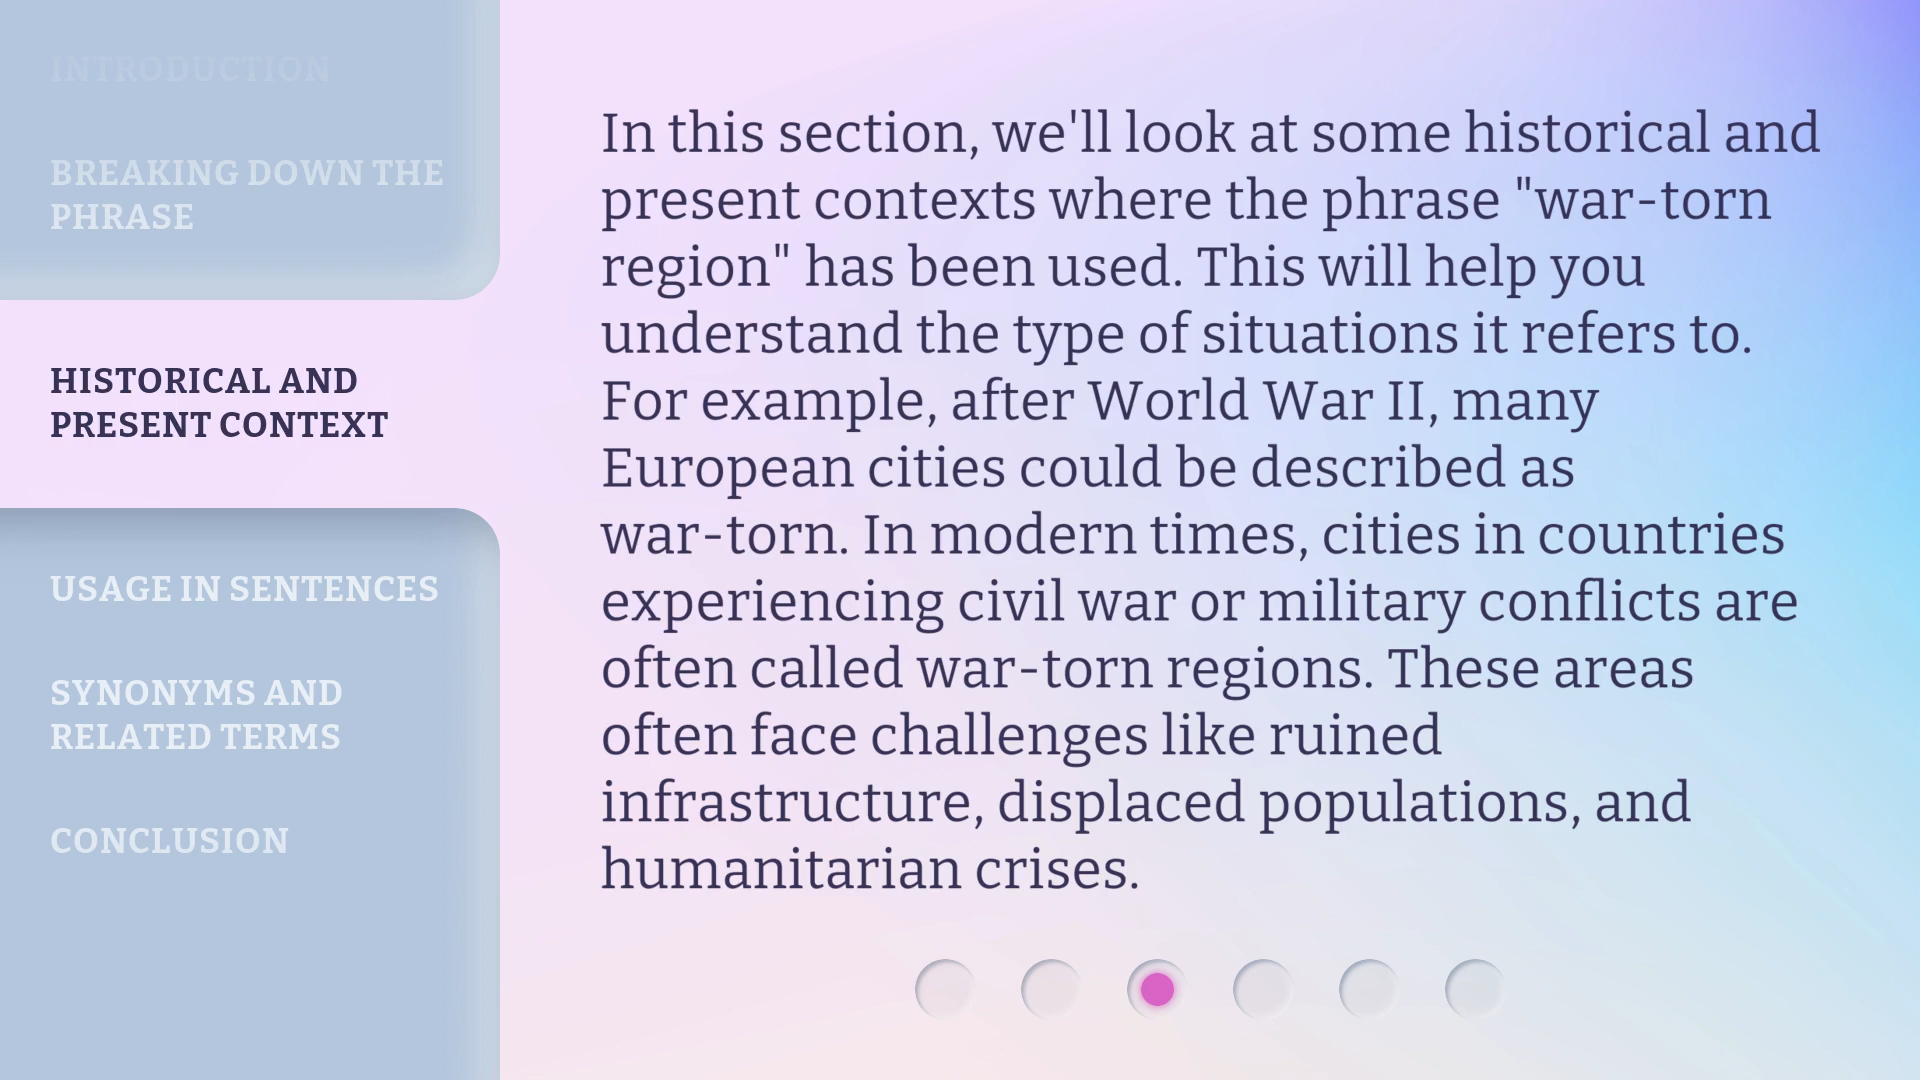 INTRODUCTION
BREAKING DOWN THE
PHRASE
HISTORICAL AND
PRESENT CONTEXT
USAGE IN SENTENCES
SYNONYMS AND
RELATED TERMS
CONCLUSION
In this section, we'll look at some historical and
present contexts where the phrase "war-torn
region" has been used. This will help you
understand the type of situations it refers to.
For example, after World War II, many
European cities could be described as
war-torn. In modern times, cities in countries
experiencing civil war or military conflicts are
often called war-torn regions. These areas
often face challenges like ruined
infrastructure, displaced populations, and
humanitarian crises.